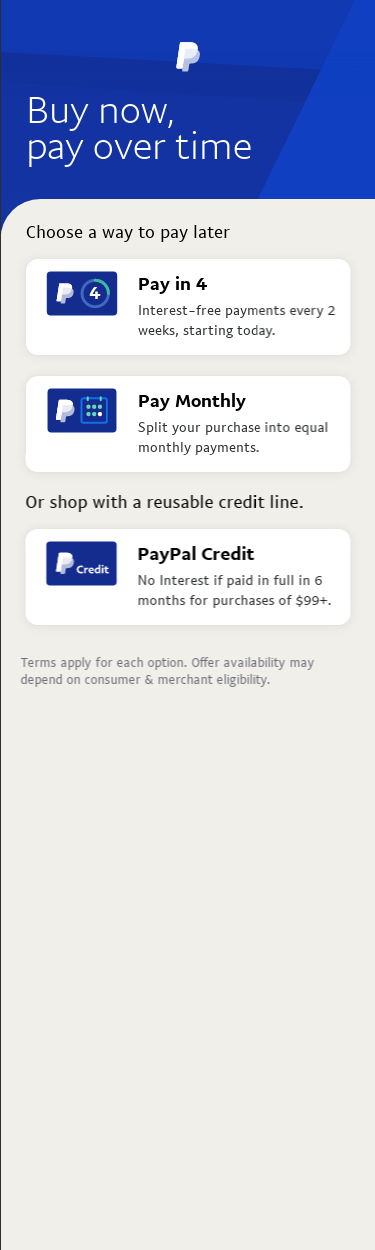 Buy now,
pay over time
Choose a way to pay later
4
Pay in 4
Interest-free payments every 2
weeks, starting today.
Pay Monthly
Split your purchase into equal
monthly payments.
Or shop with a reusable credit line.
Credit
PayPal Credit
No Interest if paid in full in 6
months for purchases of $99+.
Terms apply for each option. Offer availability may
depend on consumer & merchant eligibility.